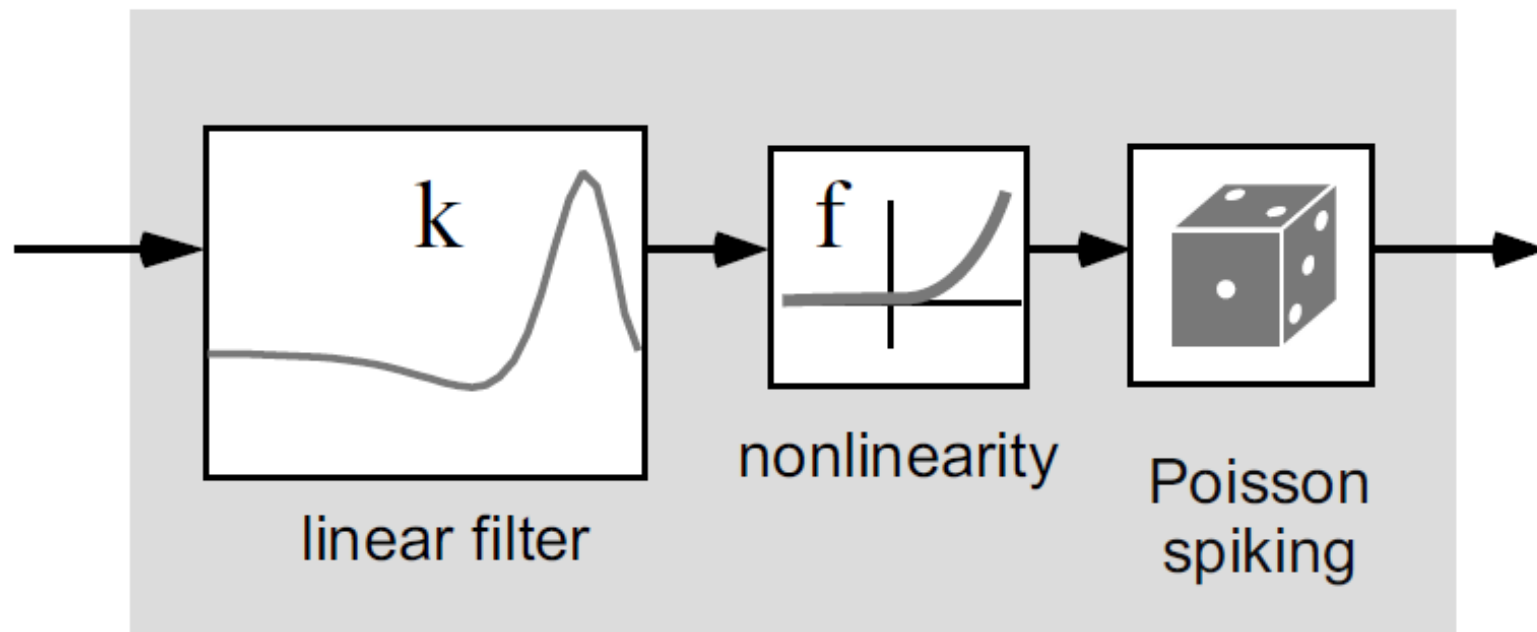 k
f
linear filter
nonlinearity
Poisson
spiking